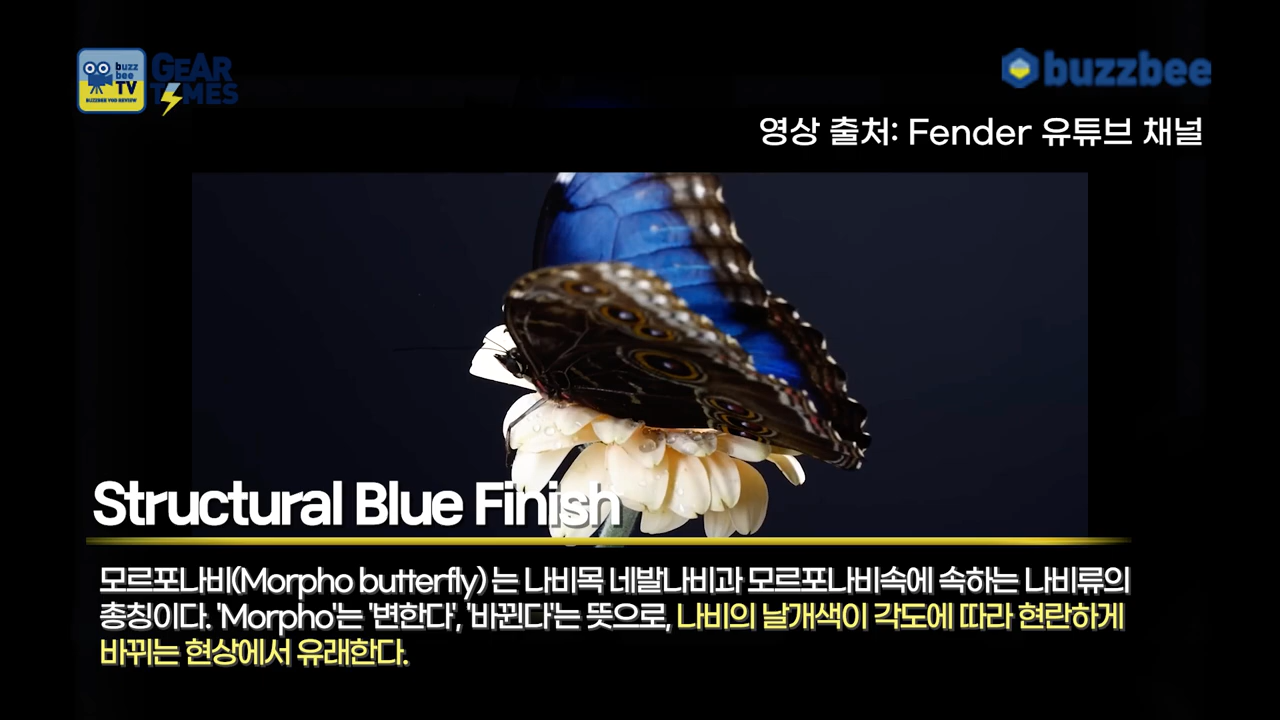 buzz
bee
TV
BUZZBEE VOD REVIEW
GEAR
TIMES
buzzbee
영상 출처: Fender 유튜브 채널
Structural Blue Finish
모르포나비(Morpho butterfly) 는 나비목 네발나비과 모르포나비속에 속하는 나비류의
총칭이다. 'Morpho'는 '변한다', '바뀐다'는 뜻으로, 나비의 날개색이 각도에 따라 현란하게
바뀌는 현상에서 유래한다.